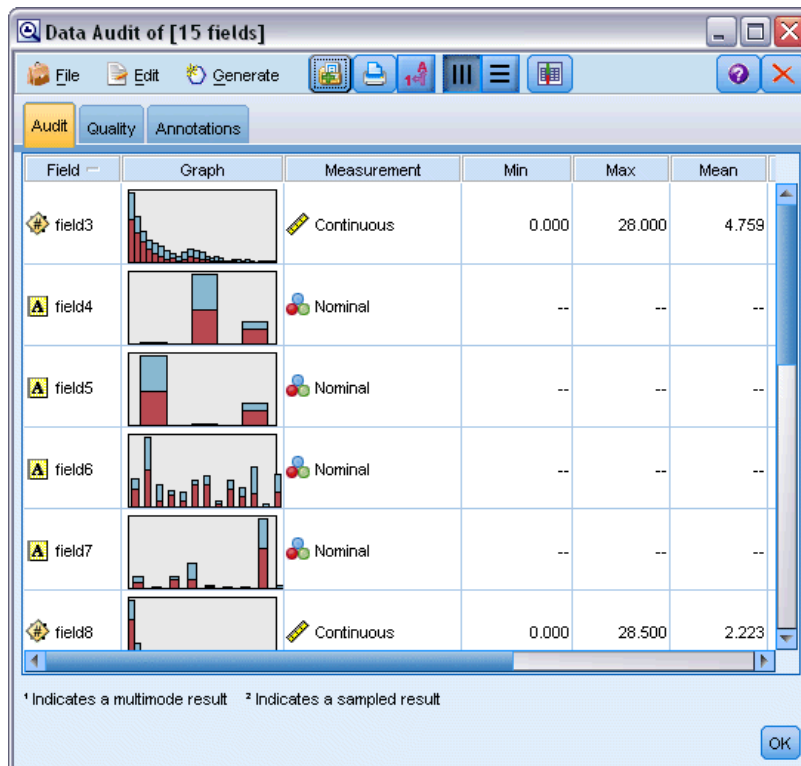 Data Audit of [15 fields]
File Edit Generate
Audit Quality Annotations
Field Graph Measurement Min Max Mean
field3 Continuous 0.000 28.000 4.759
A field4 Nominal -- -- --
A field5 Nominal -- -- --
A field6 Nominal -- -- --
A field7 Nominal -- -- --
field8 Continuous 0.000 28.500 2.223
¹ Indicates a multimode result ² Indicates a sampled result
OK